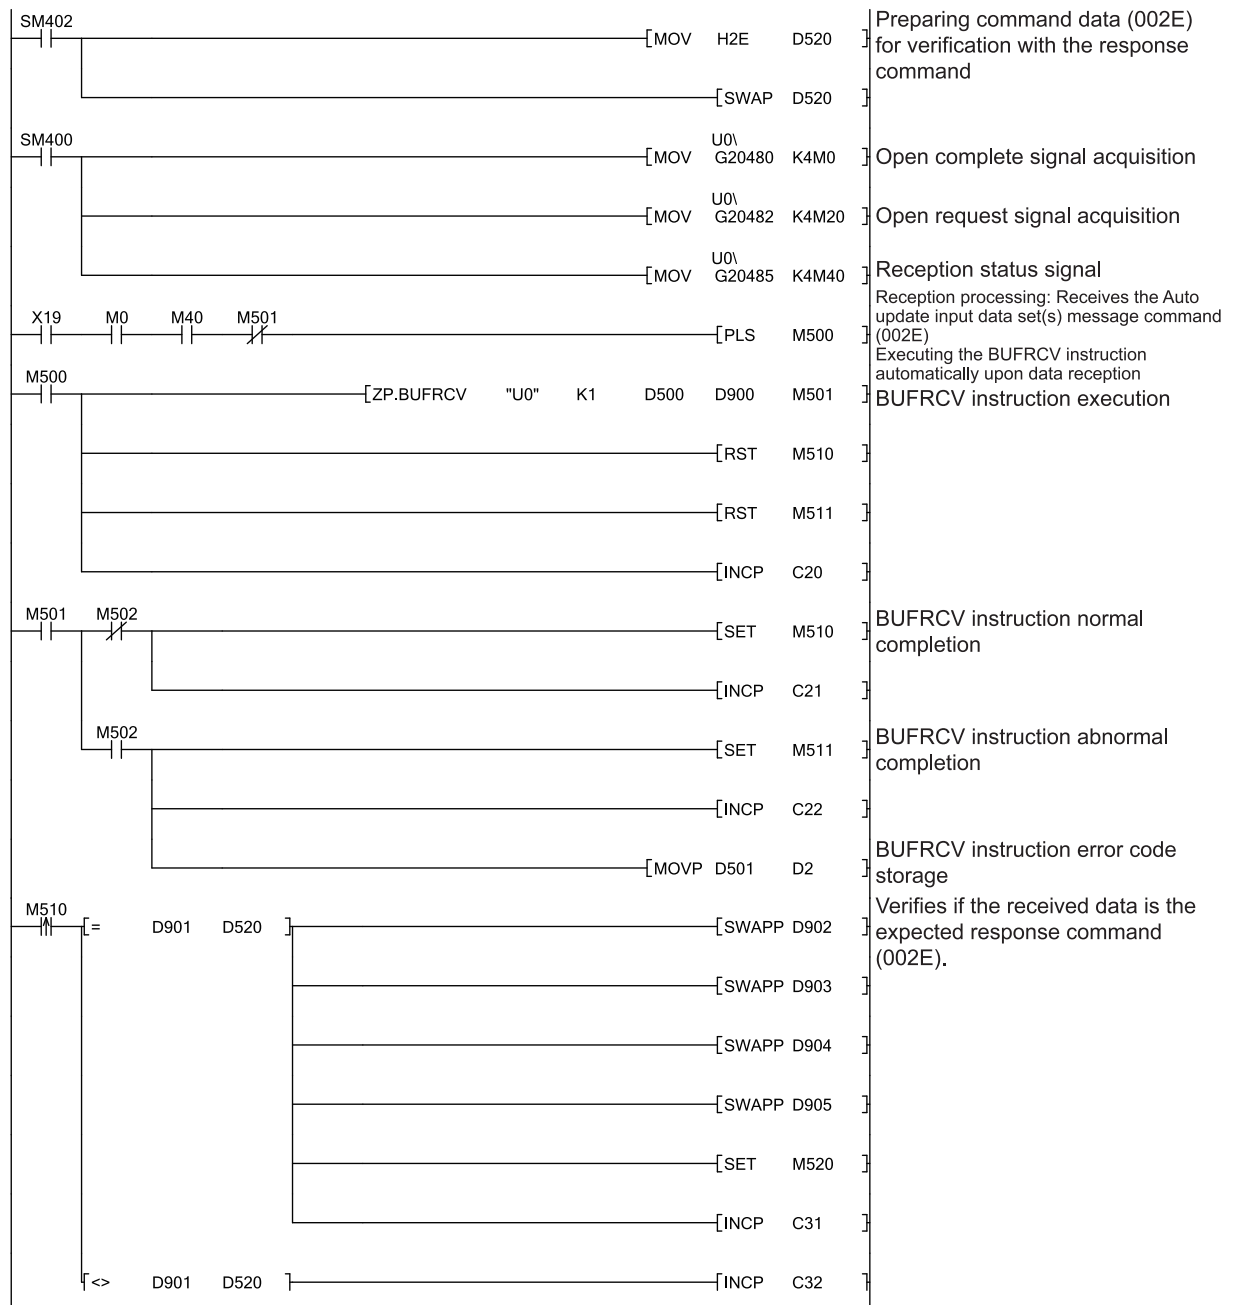 SM402
MOV H2E D520
Preparing command data (002E)
for verification with the response
command
SWAP D520
SM400
U0\
MOV G20480 K4M0
Open complete signal acquisition
U0\
MOV G20482 K4M20
Open request signal acquisition
U0\
MOV G20485 K4M40
Reception status signal
Reception processing: Receives the Auto
update input data set(s) message command
(002E)
Executing the BUFRCV instruction
automatically upon data reception
X19 M0 M40 M501
PLS M500
M500
ZP.BUFRCV "U0" K1 D500 D900 M501
BUFRCV instruction execution
RST M510
RST M511
INCP C20
M501 M502
SET M510
BUFRCV instruction normal
completion
INCP C21
M502
SET M511
BUFRCV instruction abnormal
completion
INCP C22
MOVP D501 D2
BUFRCV instruction error code
storage
M510
= D901 D520
SWAPP D902
Verifies if the received data is the
expected response command
(002E).
SWAPP D903
SWAPP D904
SWAPP D905
SET M520
INCP C31
<> D901 D520
INCP C32